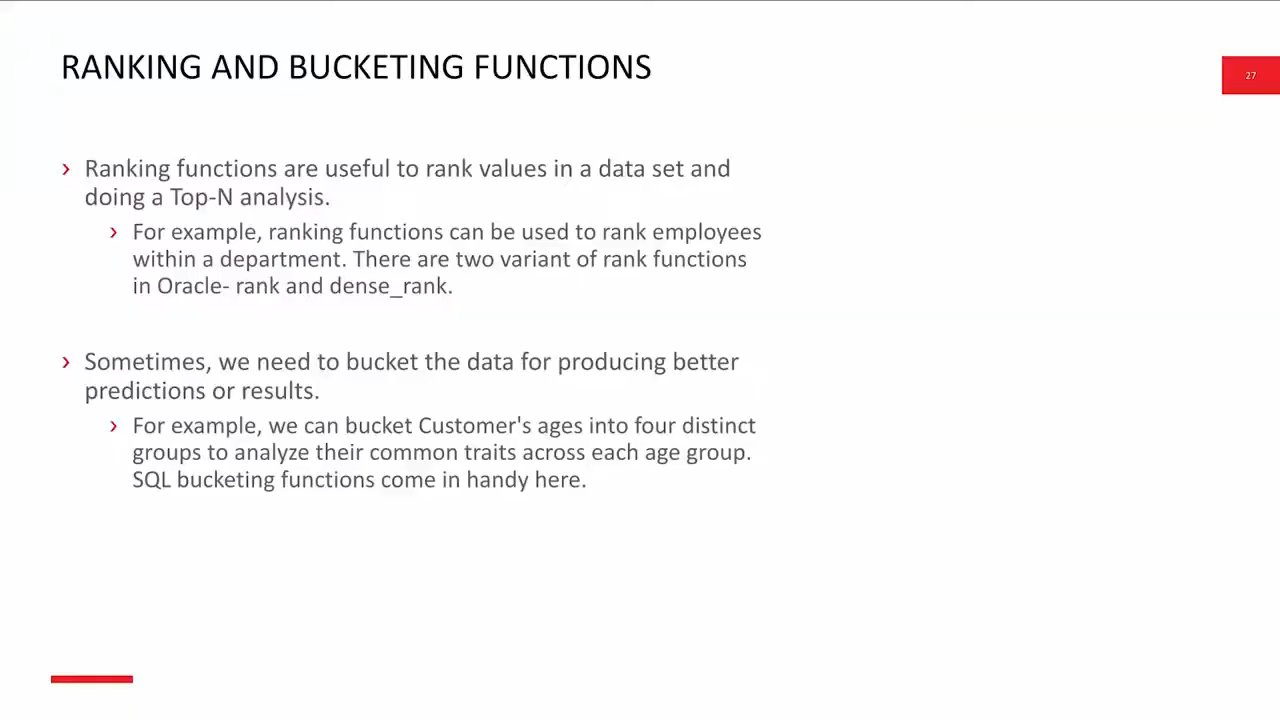 RANKING AND BUCKETING FUNCTIONS
27
› Ranking functions are useful to rank values in a data set and
doing a Top-N analysis.
› For example, ranking functions can be used to rank employees
within a department. There are two variant of rank functions
in Oracle- rank and dense_rank.
› Sometimes, we need to bucket the data for producing better
predictions or results.
› For example, we can bucket Customer's ages into four distinct
groups to analyze their common traits across each age group.
SQL bucketing functions come in handy here.